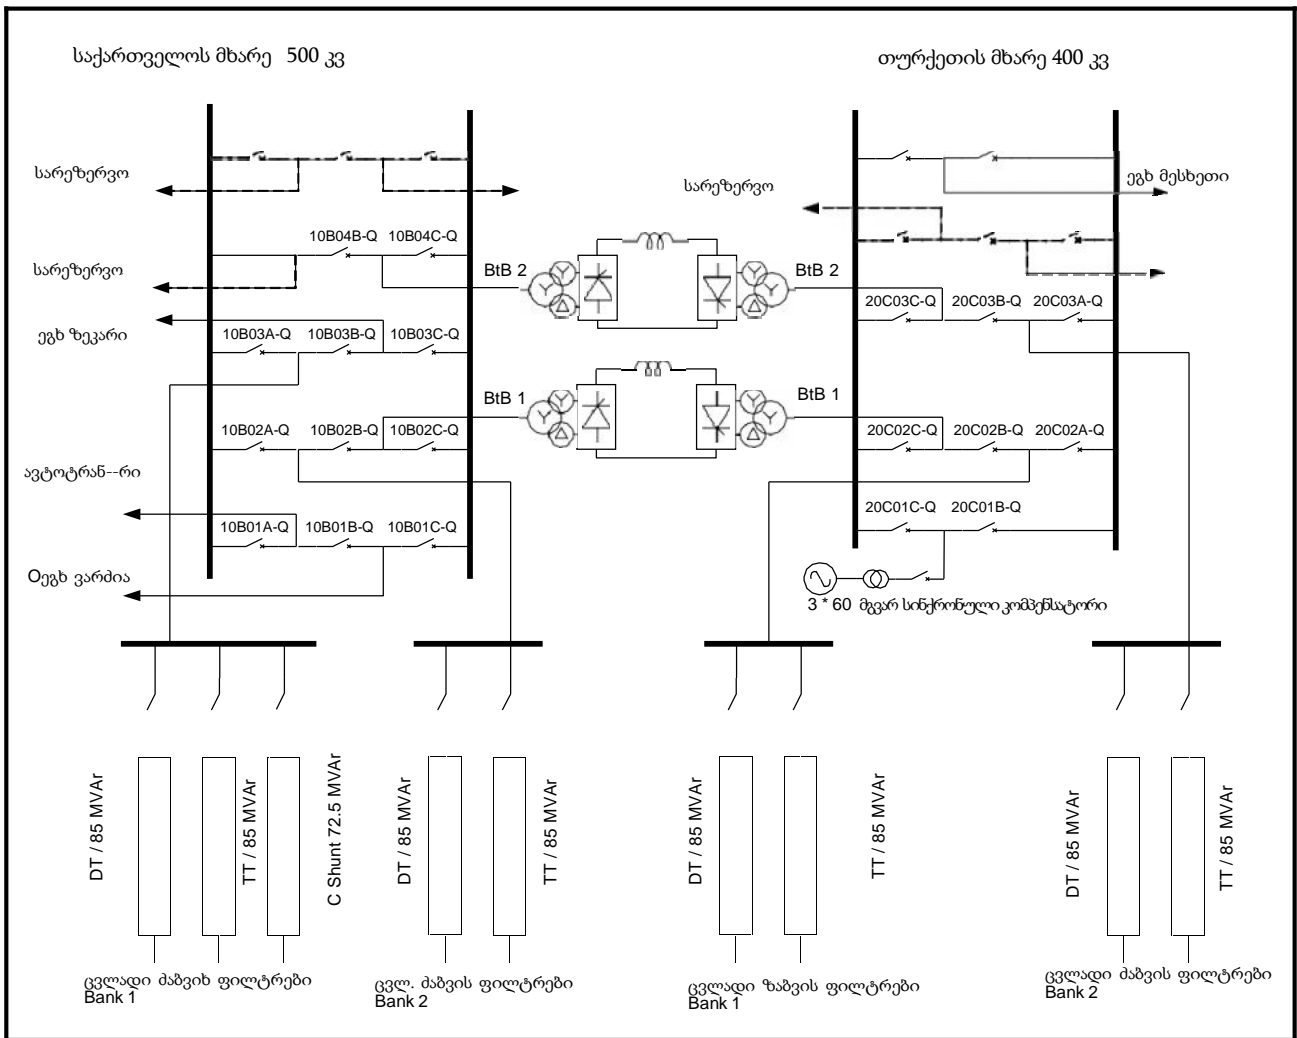 საქართველოს მხარე 500 კვ
თურქეთის მხარე 400 კვ
სარეზერვო
ეგხ მესხეთი
სარეზერვო
10B04B-Q 10B04C-Q
სარეზერვო
BtB 2
BtB 2
20C03C-Q 20C03B-Q 20C03A-Q
ეგხ ზეკარი
10B03A-Q 10B03B-Q 10B03C-Q
BtB 1
BtB 1
10B02A-Q 10B02B-Q 10B02C-Q
20C02C-Q 20C02B-Q 20C02A-Q
ავტოტრან--რი
10B01A-Q 10B01B-Q 10B01C-Q
20C01C-Q 20C01B-Q
Oეგხ ვარძია
3 * 60 მგვარ სინქრონული კომპენსატორი
DT / 85 MVAr
TT / 85 MVAr
C Shunt 72.5 MVAr
DT / 85 MVAr
TT / 85 MVAr
DT / 85 MVAr
TT / 85 MVAr
DT / 85 MVAr
TT / 85 MVAr
ცვლადი ძაბვიხ ფილტრები
Bank 1
ცვლ. ძაბვის ფილტრები
Bank 2
ცვლადი ზაბვის ფილტრები
Bank 1
ცვლადი ძაბვის ფილტრები
Bank 2